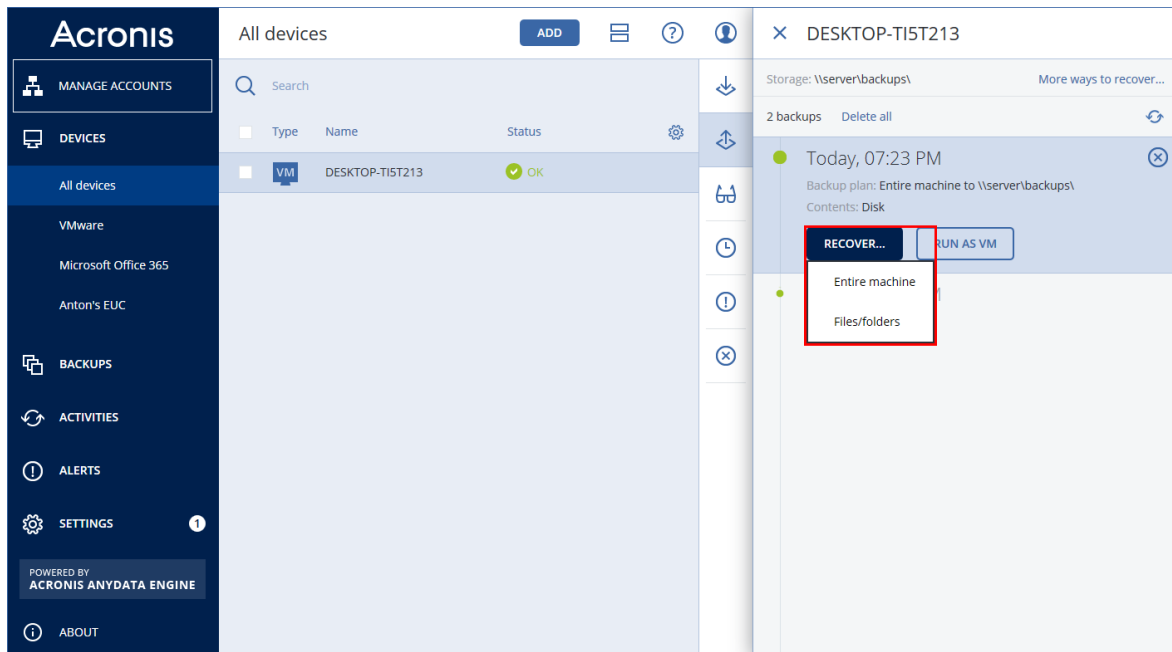 Acronis
MANAGE ACCOUNTS
DEVICES
All devices
VMware
Microsoft Office 365
Anton's EUC
BACKUPS
ACTIVITIES
ALERTS
SETTINGS 1
POWERED BY
ACRONIS ANYDATA ENGINE
ABOUT
All devices ADD
Search
Type Name Status
VM DESKTOP-TI5T213 OK
DESKTOP-TI5T213
Storage: \\server\backups\ More ways to recover...
2 backups Delete all
Today, 07:23 PM
Backup plan: Entire machine to \\server\backups\
Contents: Disk
RECOVER... RUN AS VM
Entire machine
Files/folders